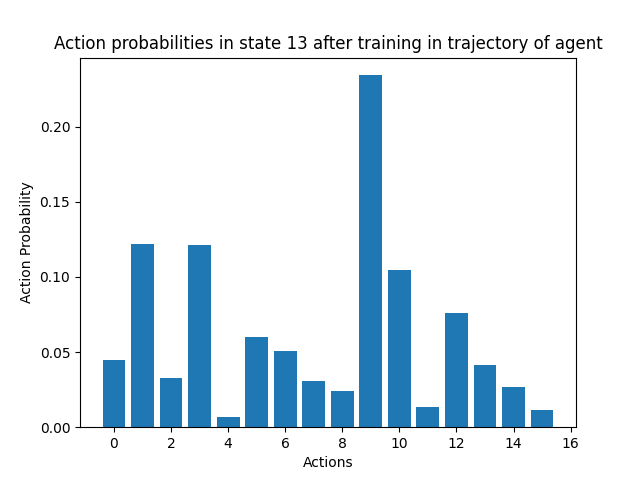 Action probabilities in state 13 after training in trajectory of agent
0.20
0.15
0.10
0.05
0.00
Action Probability
0 2 4 6 8 10 12 14 16
Actions